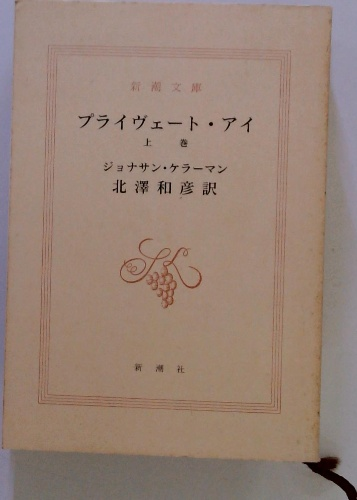 新潮文庫
プライヴェート・アイ
上巻
ジョナサン・ケラーマン
北澤和彦訳
新潮社